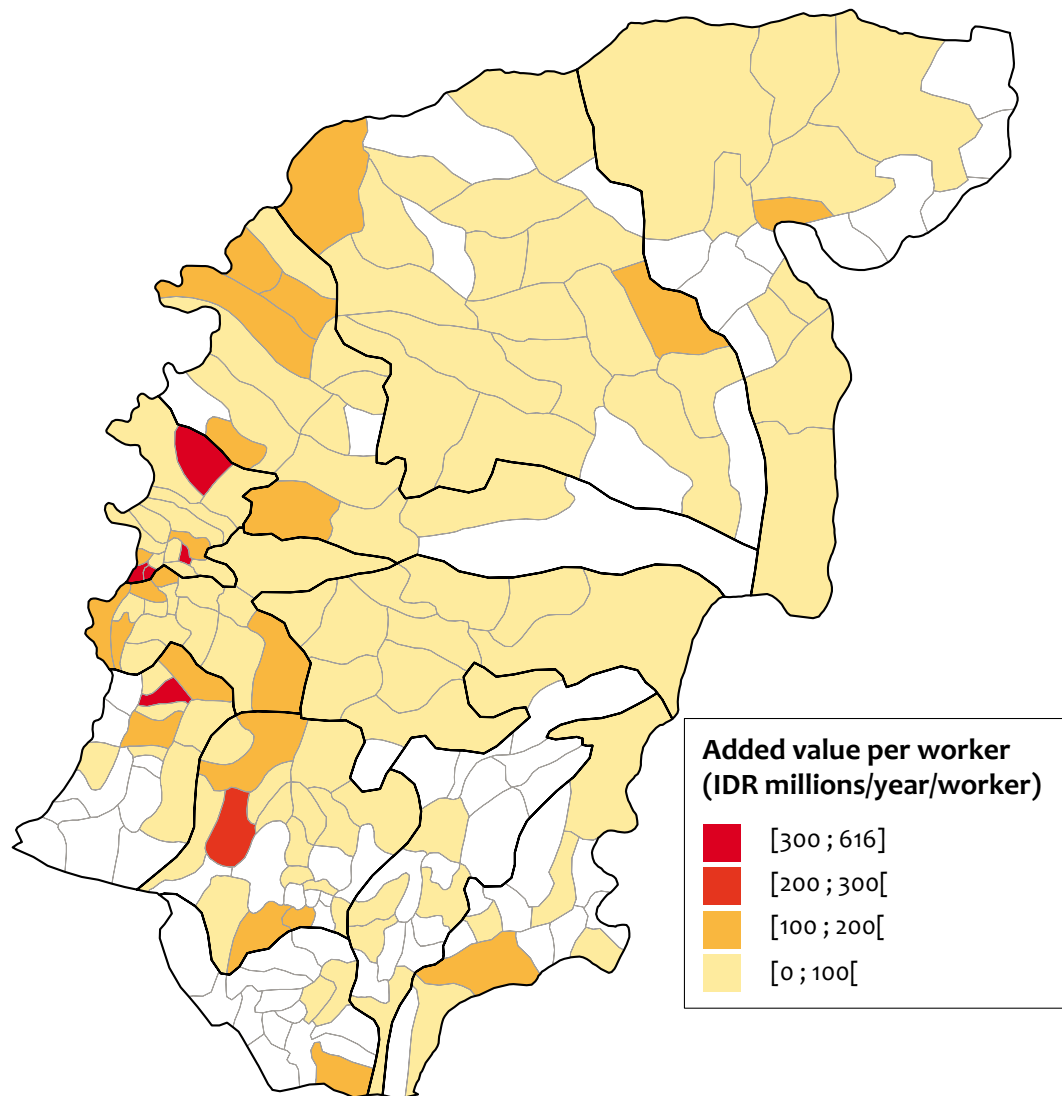 Added value per worker
(IDR millions/year/worker)
[300 ; 616]
[200 ; 300[
[100 ; 200[
[0 ; 100[